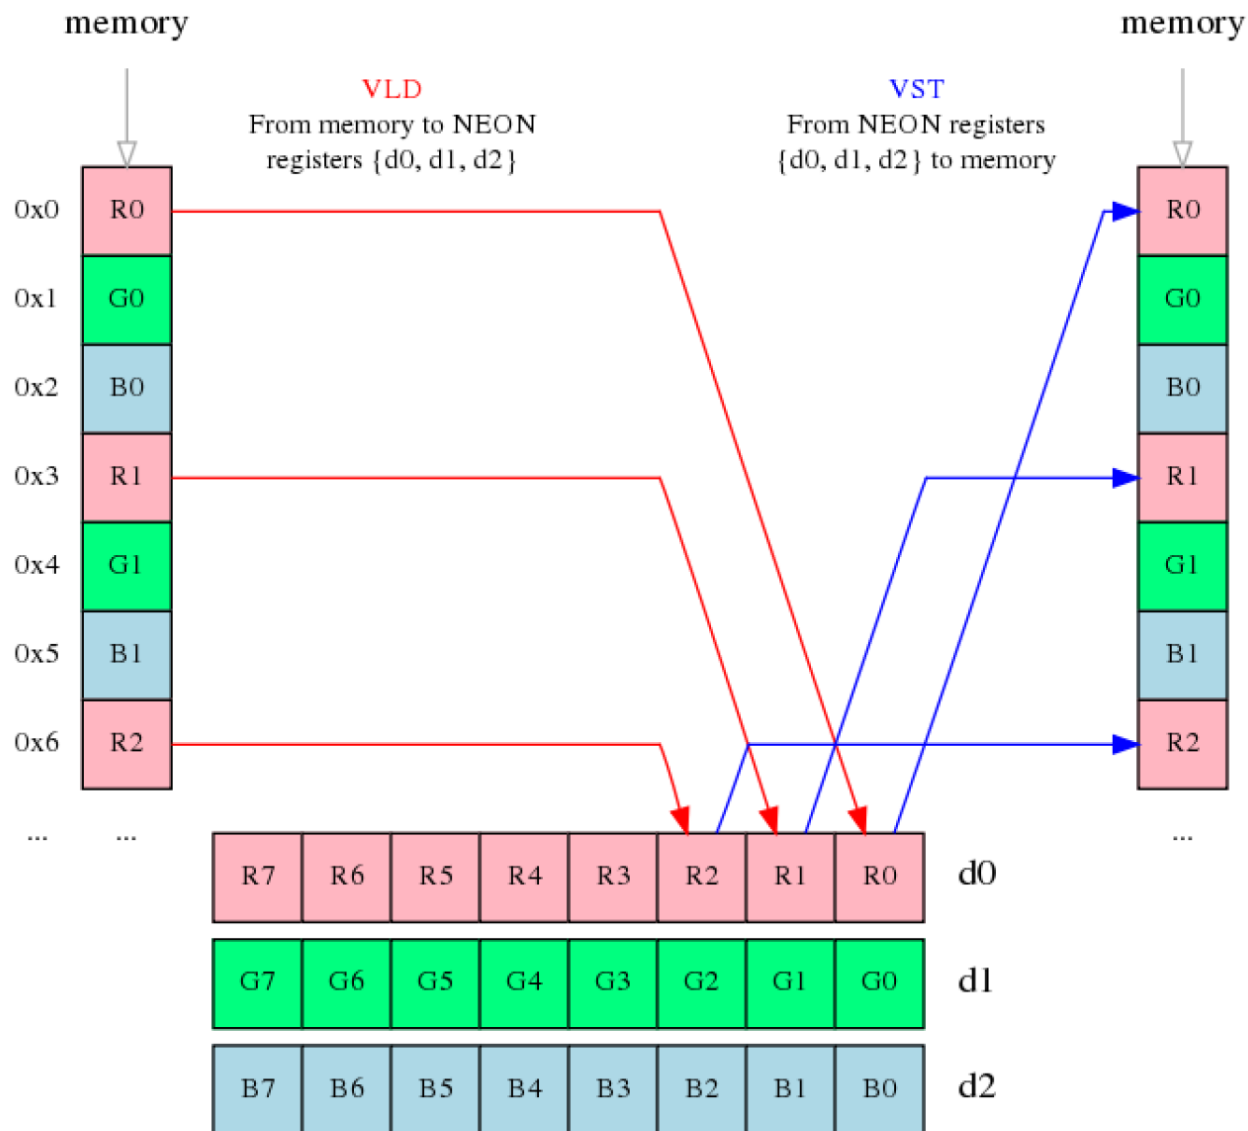 memory
memory
VLD
From memory to NEON
registers {d0, d1, d2}
VST
From NEON registers
{d0, d1, d2} to memory
0x0 R0 R0
0x1 G0 G0
0x2 B0 B0
0x3 R1 R1
0x4 G1 G1
0x5 B1 B1
0x6 R2 R2
... ... ...
R7 R6 R5 R4 R3 R2 R1 R0 d0
G7 G6 G5 G4 G3 G2 G1 G0 d1
B7 B6 B5 B4 B3 B2 B1 B0 d2